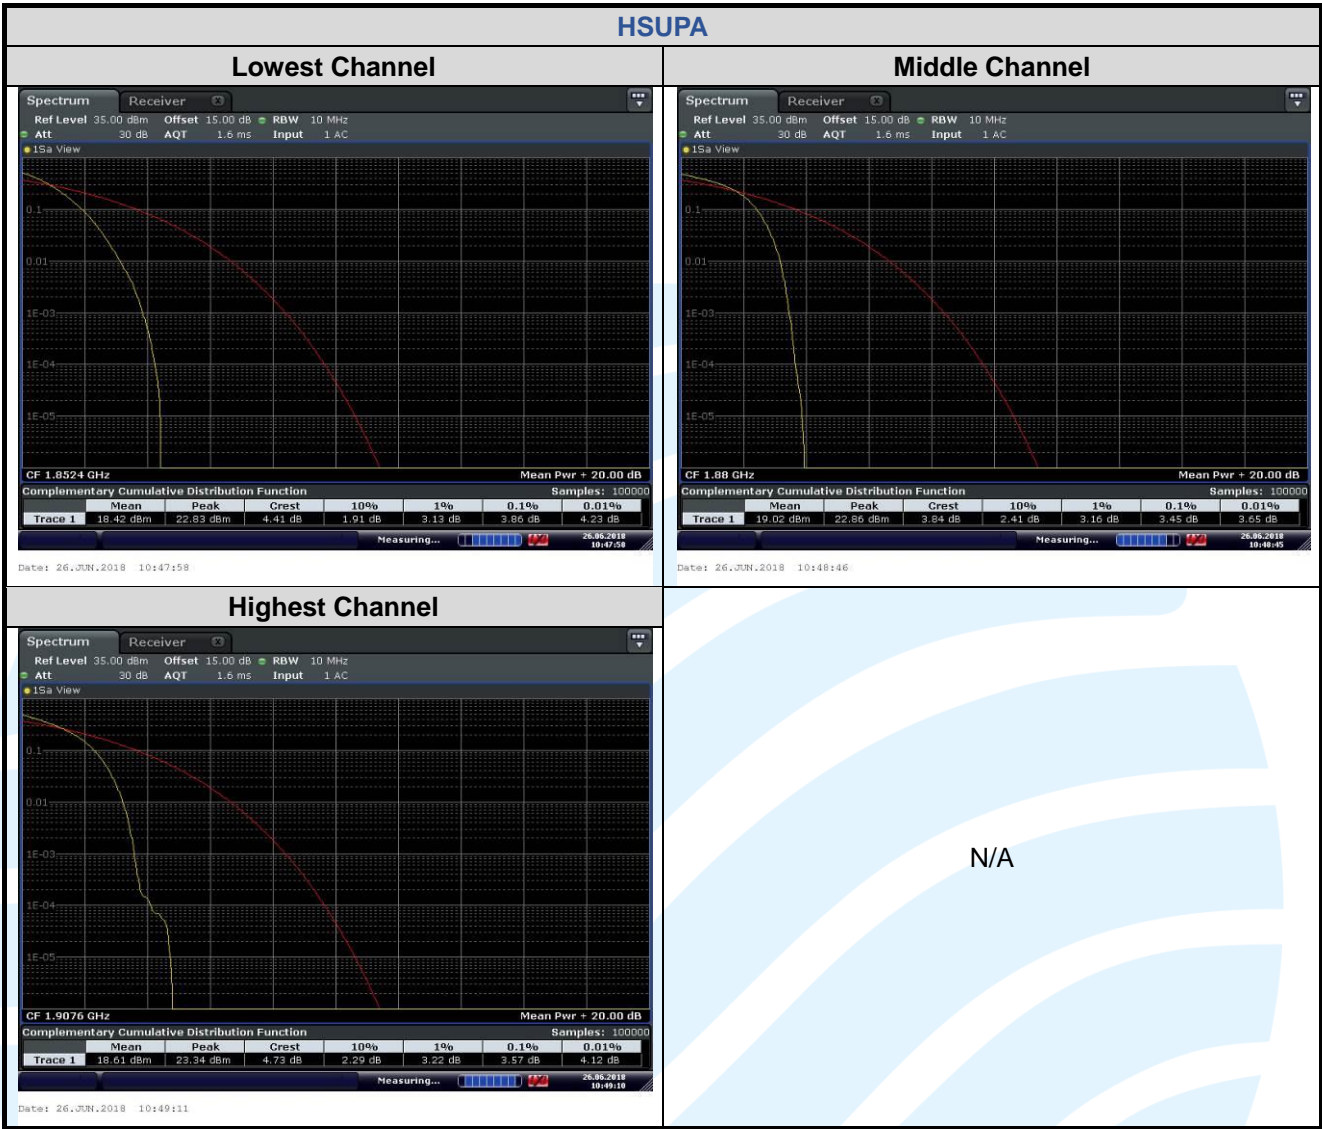 HSUPA
Lowest Channel
Middle Channel
Spectrum Receiver
Ref Level 35.00 dBm Offset 15.00 dB RBW 10 MHz
Att 30 dB AQT 1.6 ms Input 1 AC
1Sa View
0.1
0.01
1E-03
1E-04
1E-05
CF 1.8524 GHz Mean Pwr + 20.00 dB
Complementary Cumulative Distribution Function Samples: 100000
Mean Peak Crest 10% 1% 0.1% 0.01%
Trace 1 18.42 dBm 22.83 dBm 4.41 dB 1.91 dB 3.13 dB 3.86 dB 4.23 dB
Measuring... 26.06.2018
10:47:58
Date: 26.JUN.2018 10:47:58
Spectrum Receiver
Ref Level 35.00 dBm Offset 15.00 dB RBW 10 MHz
Att 30 dB AQT 1.6 ms Input 1 AC
1Sa View
0.1
0.01
1E-03
1E-04
1E-05
CF 1.88 GHz Mean Pwr + 20.00 dB
Complementary Cumulative Distribution Function Samples: 100000
Mean Peak Crest 10% 1% 0.1% 0.01%
Trace 1 19.02 dBm 22.86 dBm 3.84 dB 2.41 dB 3.16 dB 3.45 dB 3.65 dB
Measuring... 26.06.2018
10:48:45
Date: 26.JUN.2018 10:48:46
Highest Channel
Spectrum Receiver
Ref Level 35.00 dBm Offset 15.00 dB RBW 10 MHz
Att 30 dB AQT 1.6 ms Input 1 AC
1Sa View
0.1
0.01
1E-03
1E-04
1E-05
CF 1.9076 GHz Mean Pwr + 20.00 dB
Complementary Cumulative Distribution Function Samples: 100000
Mean Peak Crest 10% 1% 0.1% 0.01%
Trace 1 18.61 dBm 23.34 dBm 4.73 dB 2.29 dB 3.22 dB 3.57 dB 4.12 dB
Measuring... 26.06.2018
10:49:10
Date: 26.JUN.2018 10:49:11
N/A